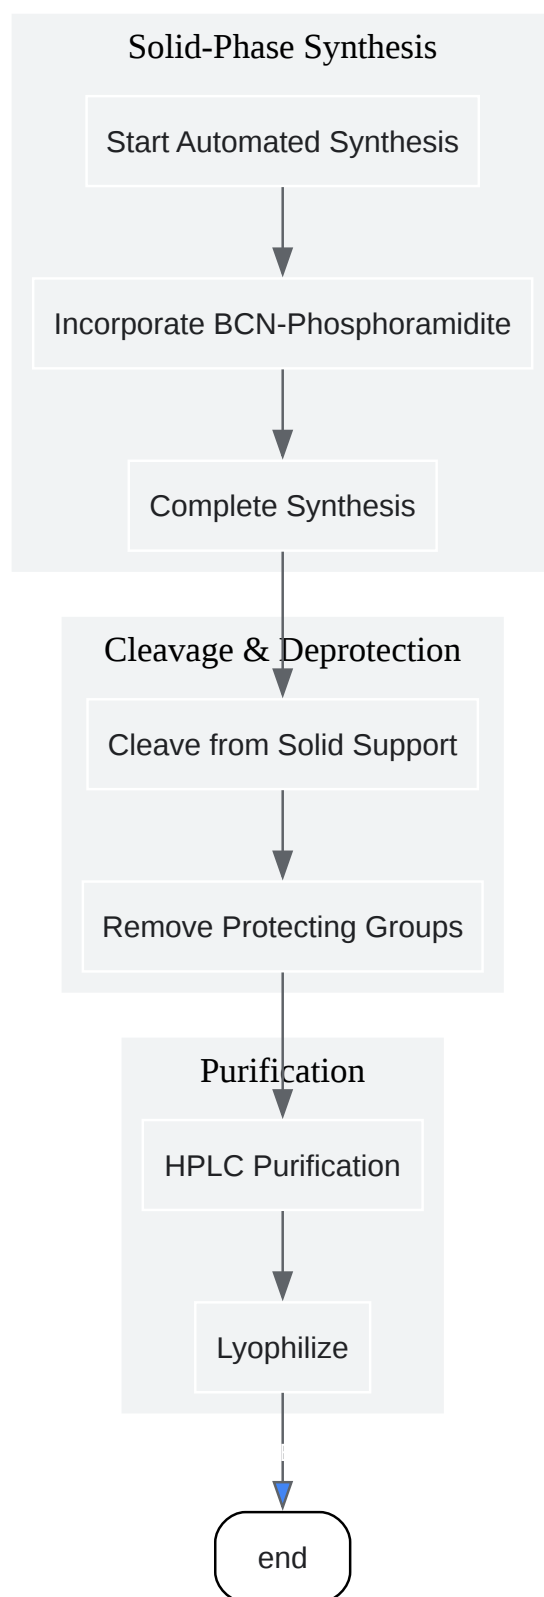 Solid-Phase Synthesis
Start Automated Synthesis
Incorporate BCN-Phosphoramidite
Complete Synthesis
Cleavage & Deprotection
Cleave from Solid Support
Remove Protecting Groups
Purification
HPLC Purification
Lyophilize
end